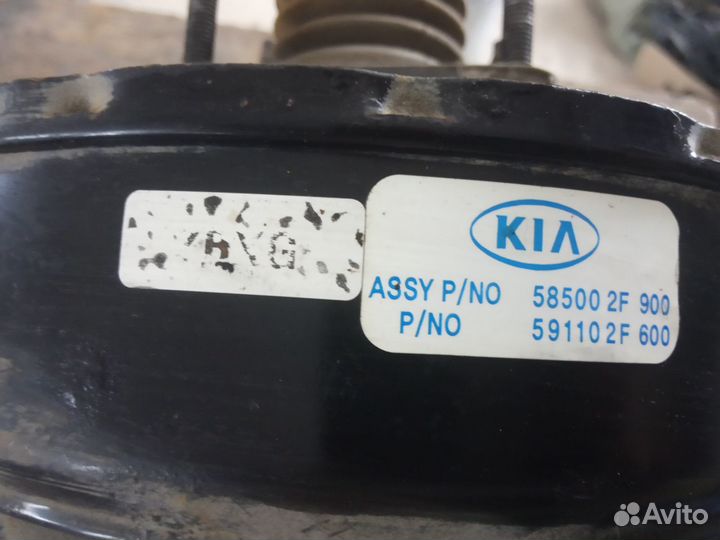 KIA
ASSY P/NO 58500 2F 900
P/NO 59110 2F 600
Avito